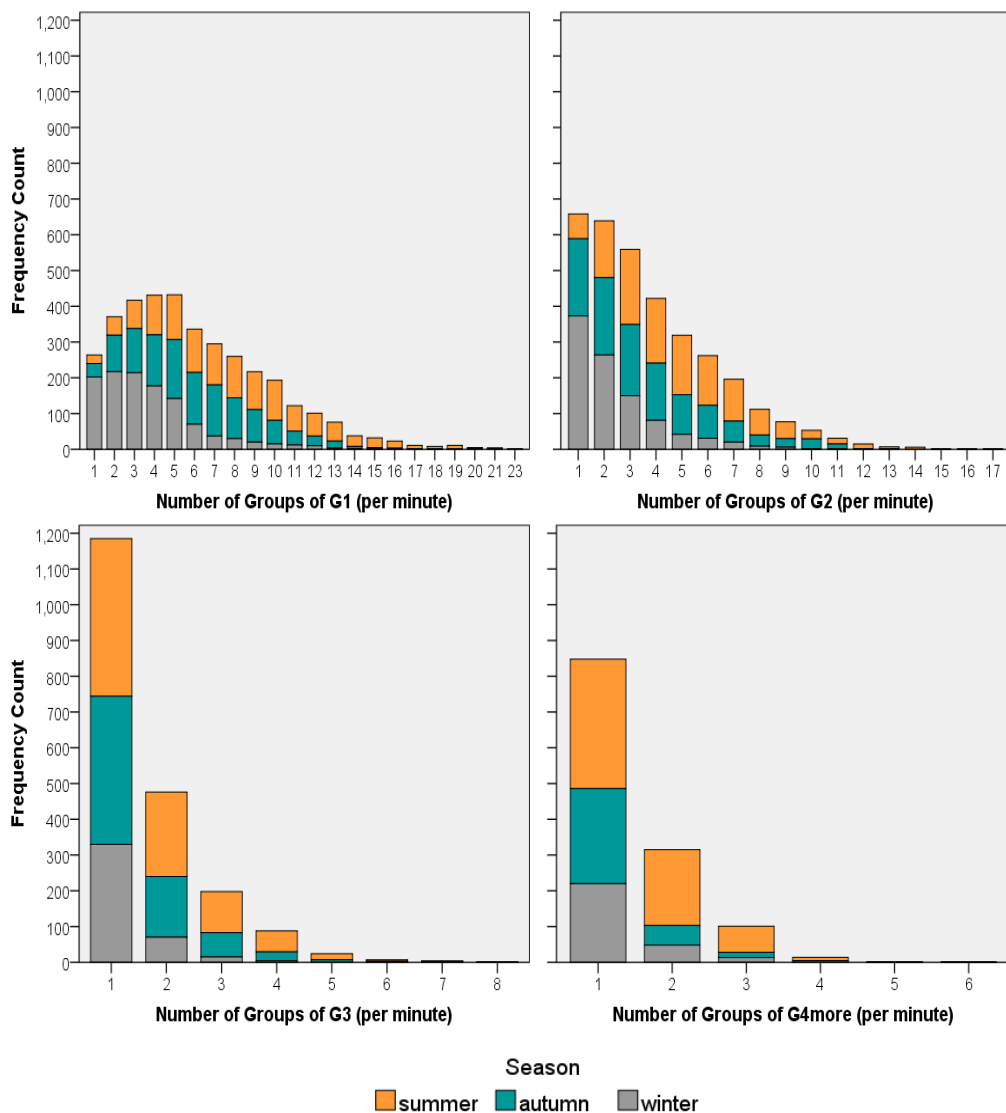 Frequency Count
1,200
1,100
1,000
900
800
700
600
500
400
300
200
100
0
1 2 3 4 5 6 7 8 9 10 11 12 13 14 15 16 17 18 19 20 21 23
Number of Groups of G1 (per minute)
1 2 3 4 5 6 7 8 9 10 11 12 13 14 15 16 17
Number of Groups of G2 (per minute)
Frequency Count
1,200
1,100
1,000
900
800
700
600
500
400
300
200
100
0
1 2 3 4 5 6 7 8
Number of Groups of G3 (per minute)
1 2 3 4 5 6
Number of Groups of G4more (per minute)
Season
summer autumn winter